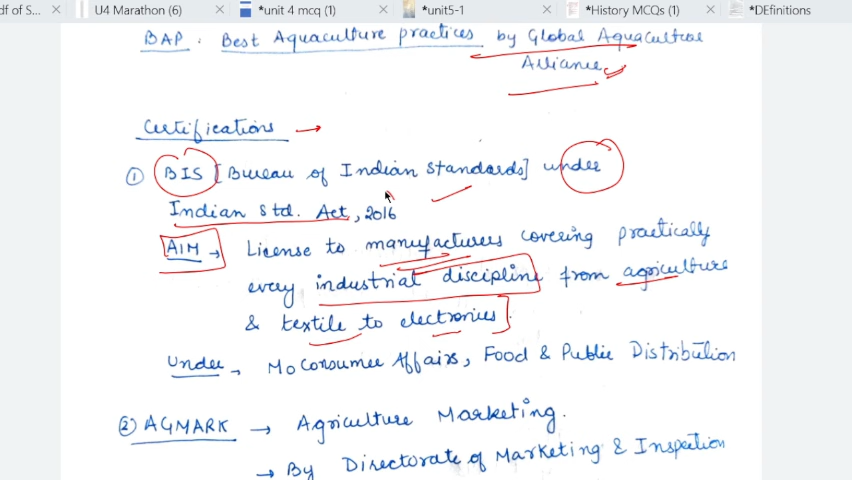 df of S...
U4 Marathon (6)
*unit 4 mcq (1)
*unit5-1
*History MCQs (1)
*DEfinitions
BAP . Best Aquaculture practices by Global Aquaculture
Alliance
Certifications →
① BIS [Bureau of Indian Standards] under
Indian Std. Act, 2016
AIM → License to manufacturers covering practically
every industrial discipline from agriculture
& textile to electronics
Under, Mo Consumer Affairs, Food & Public Distribution
② AGMARK → Agriculture Marketing.
→ By Directorate of Marketing & Inspection